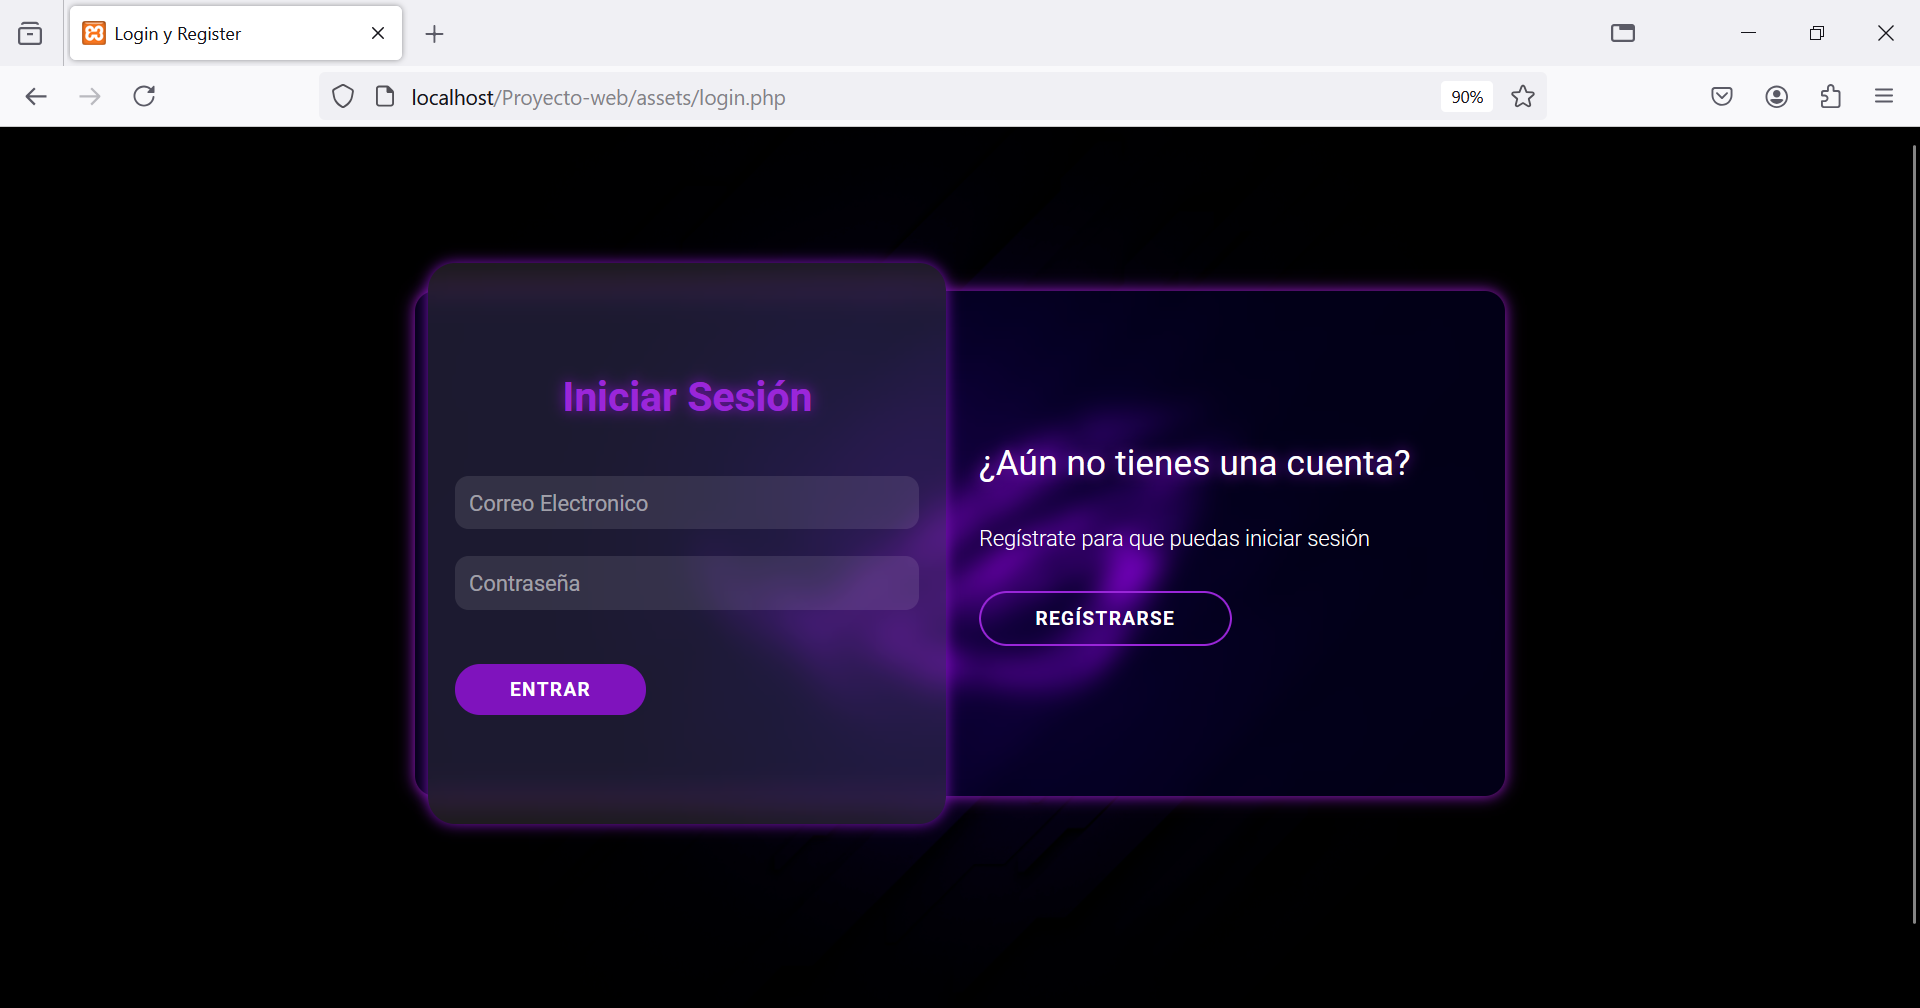 Login y Register
localhost/Proyecto-web/assets/login.php
90%
Iniciar Sesión
Correo Electronico
Contraseña
ENTRAR
¿Aún no tienes una cuenta?
Regístrate para que puedas iniciar sesión
REGÍSTRARSE